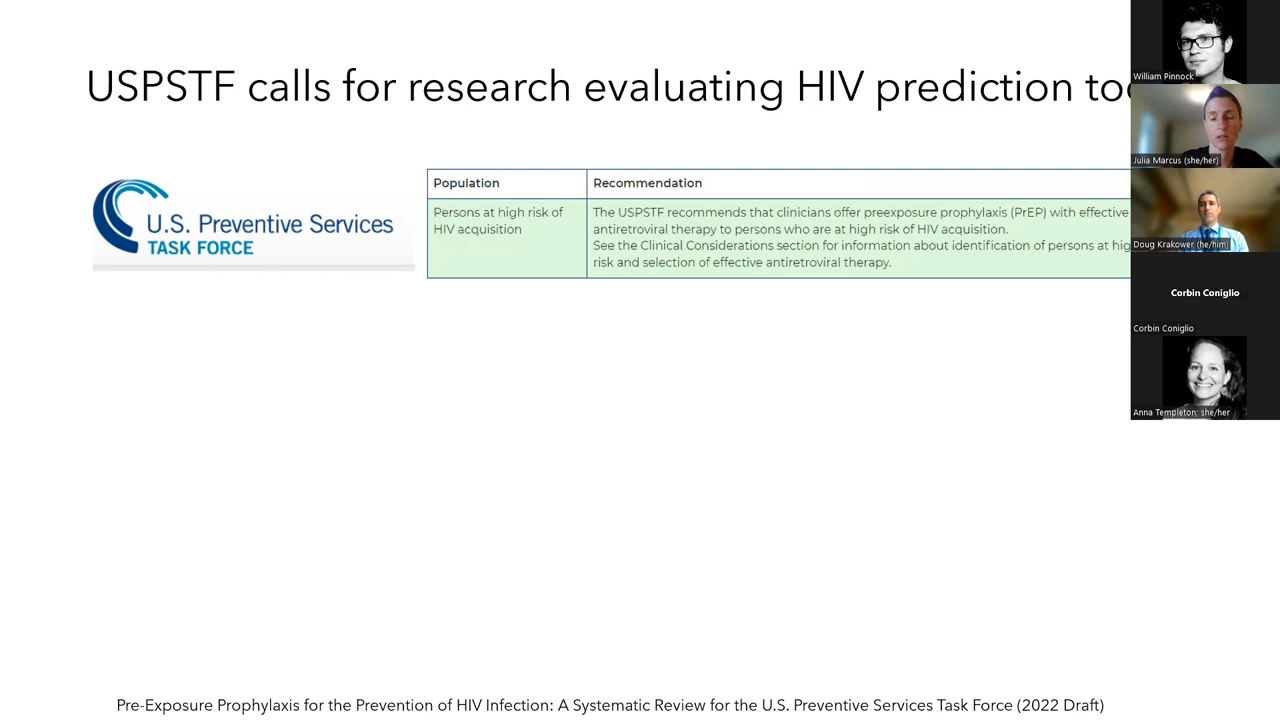 USPSTF calls for research evaluating HIV prediction
U.S. Preventive Services
TASK FORCE
Population
Recommendation
Persons at high risk of
HIV acquisition
The USPSTF recommends that clinicians offer preexposure prophylaxis (PrEP) with effective
antiretroviral therapy to persons who are at high risk of HIV acquisition.
See the Clinical Considerations section for information about identification of persons at
risk and selection of effective antiretroviral therapy.
Pre-Exposure Prophylaxis for the Prevention of HIV Infection: A Systematic Review for the U.S. Preventive Services Task Force (2022 Draft)
William Pinnock
Julia Marcus (she/her)
Doug Krakower (he/him)
Corbin Coniglio
Corbin Coniglio
Anna Templeton; she/her